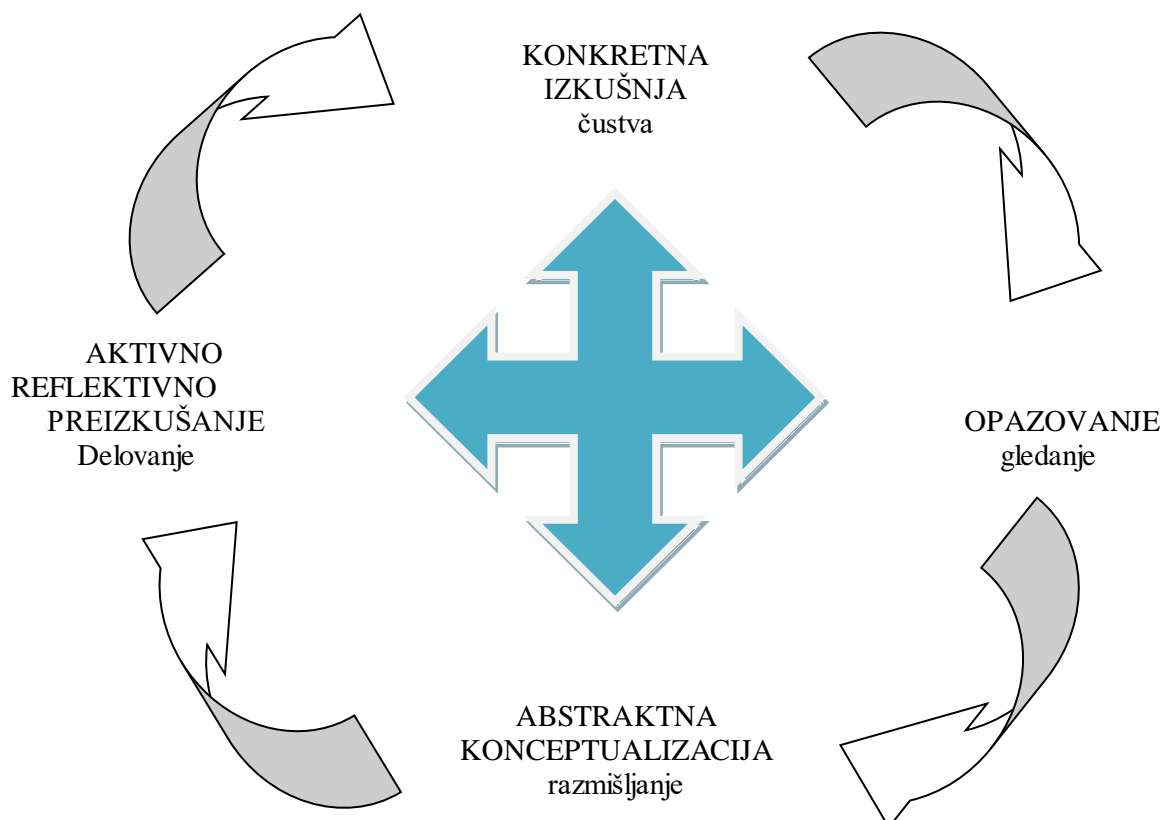 KONKRETNA
IZKUŠNJA
čustva
AKTIVNO
REFLEKTIVNO
PREIZKUŠANJE
Delovanje
OPAZOVANJE
gledanje
ABSTRAKTNA
KONCEPTUALIZACIJA
razmišljanje